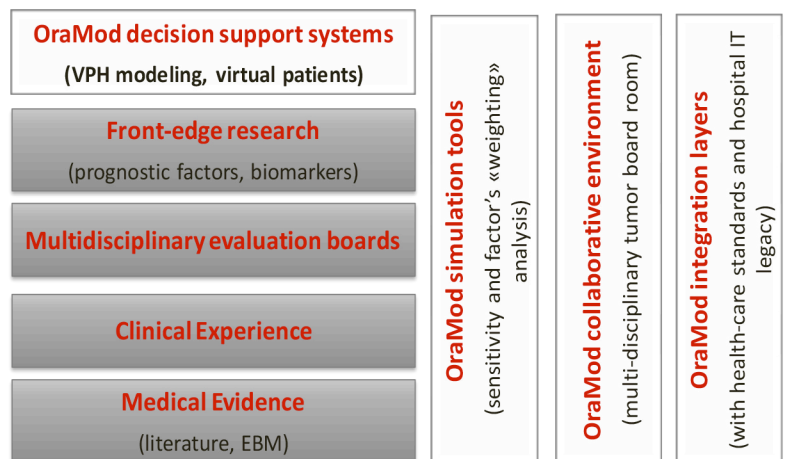 OraMod decision support systems
(VPH modeling, virtual patients)
Front-edge research
(prognostic factors, biomarkers)
Multidisciplinary evaluation boards
Clinical Experience
Medical Evidence
(literature, EBM)
OraMod simulation tools
(sensitivity and factor's «weighting»
analysis)
OraMod collaborative environment
(multi-disciplinary tumor board room)
OraMod integration layers
(with health-care standards and hospital IT
legacy)